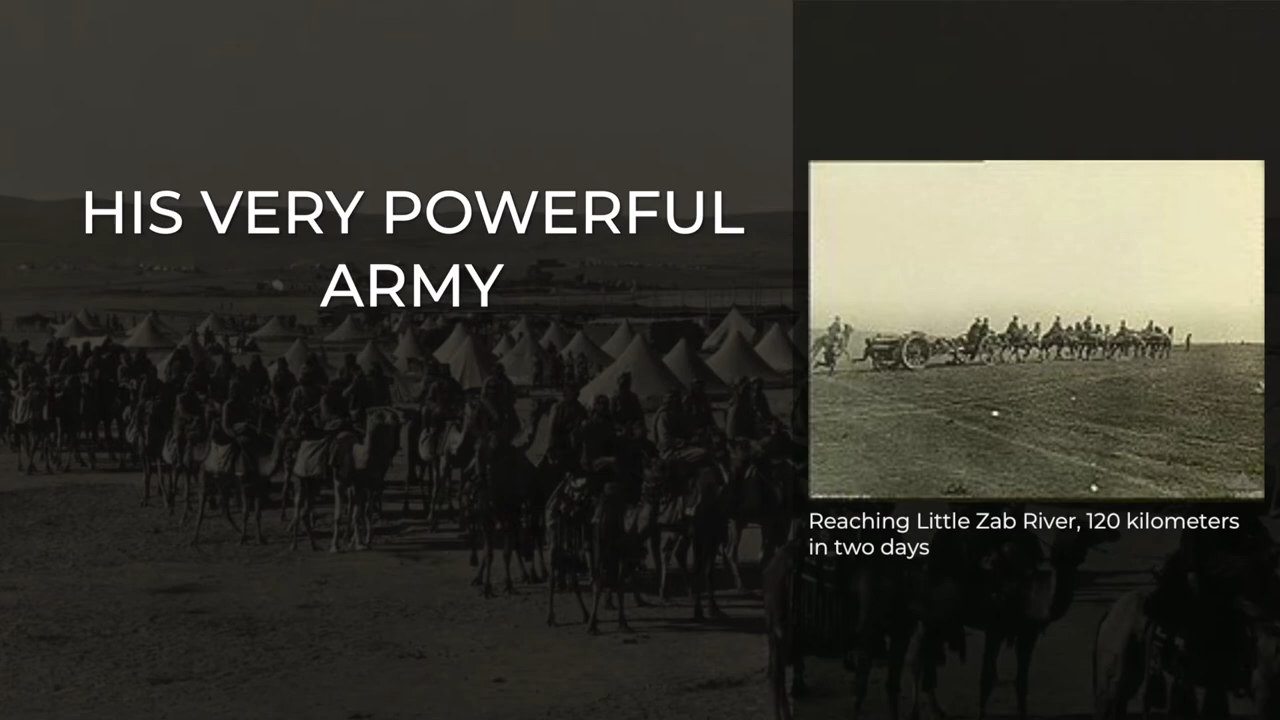 HIS VERY POWERFUL
ARMY
Reaching Little Zab River, 120 kilometers
in two days